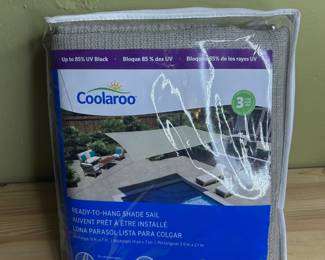 Up to 85% UV Block • Bloque 85 % des UV • Bloquea 85% de los rayos UV
Coolaroo
3
READY-TO-HANG SHADE SAIL
AUVENT PRÊT À ÊTRE INSTALLÉ
LONA PARASOL LISTA PARA COLGAR